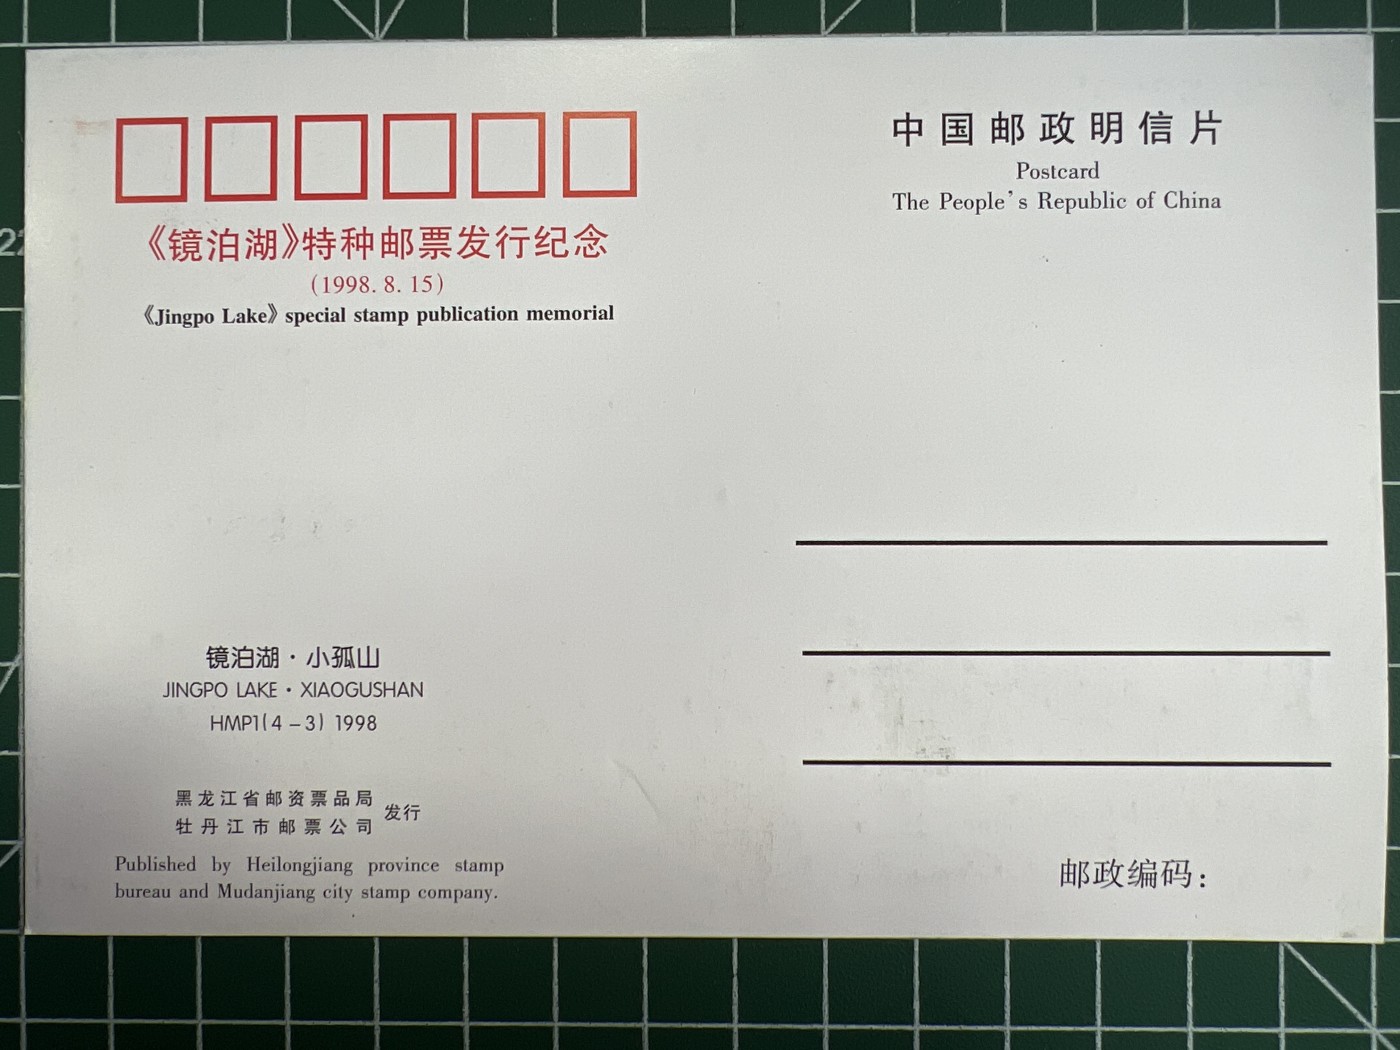 《镜泊湖》特种邮票发行纪念
(1998. 8. 15)
《Jingpo Lake》 special stamp publication memorial
中国邮政明信片
Postcard
The People's Republic of China
镜泊湖·小孤山
JINGPO LAKE·XIAOGUSHAN
HMP1(4－3) 1998
黑龙江省邮资票品局
牡丹江市邮票公司
发行
Published by Heilongjiang province stamp
bureau and Mudanjiang city stamp company.
邮政编码：